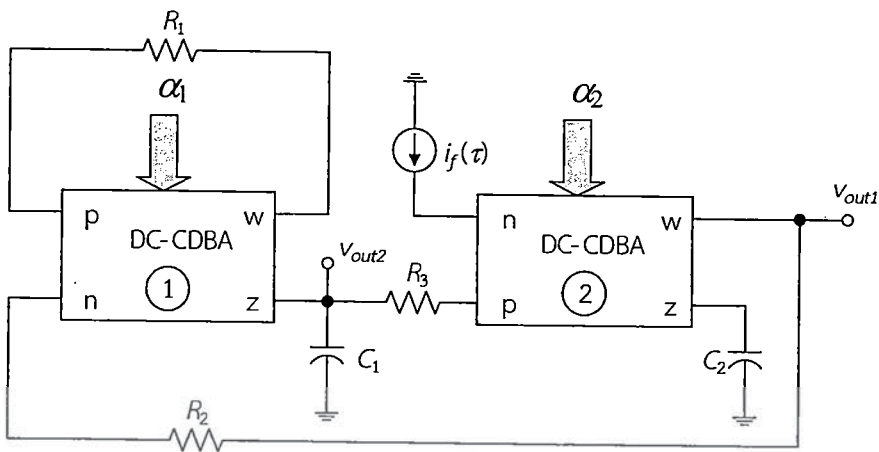 R1
α1
α2
if(τ)
vout1
p
w
n
w
DC-CDBA
DC-CDBA
vout2
R3
1
2
n
z
p
z
C1
C2
R2